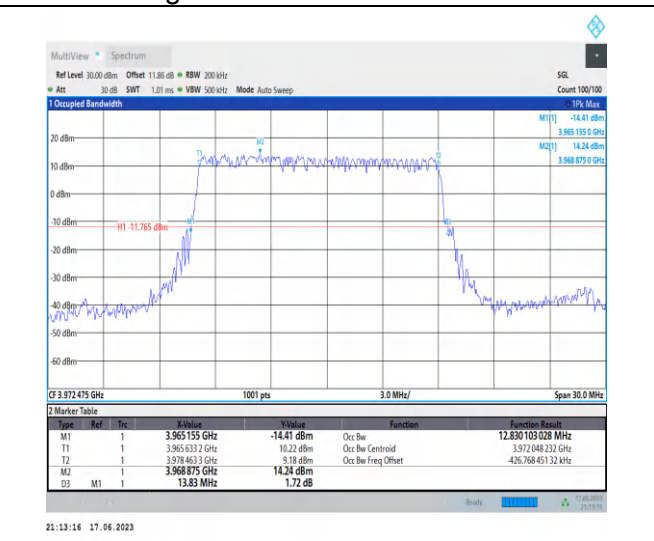 MultiView Spectrum
Ref Level 30.00 dBm Offset 11.86 dB RBW 200 kHz SGL
Att 30 dB SWT 1.01 ms VBW 500 kHz Mode Auto Sweep Count 100/100
1 Occupied Bandwidth 1Pk Max
M1[1] -14.41 dBm
3.965 155 0 GHz
M2[1] 14.24 dBm
3.968 875 0 GHz
20 dBm
M2
T1
10 dBm
0 dBm
-10 dBm
M1
H1 -11.765 dBm
-20 dBm
-30 dBm
-40 dBm
-50 dBm
-60 dBm
CF 3.972 475 GHz 1001 pts 3.0 MHz/ Span 30.0 MHz
2 Marker Table
Type Ref Trc X-Value Y-Value Function Function Result
M1 1 3.965 155 GHz -14.41 dBm Occ Bw 12.830 103 028 MHz
T1 1 3.965 633 2 GHz 10.22 dBm Occ Bw Centroid 3.972 048 232 GHz
T2 1 3.978 463 3 GHz 9.18 dBm Occ Bw Freq Offset -426.768 451 32 kHz
M2 1 3.968 875 GHz 14.24 dBm
D3 M1 1 13.83 MHz 1.72 dB
Ready 17.06.2023
21:13:15
21:13:16 17.06.2023